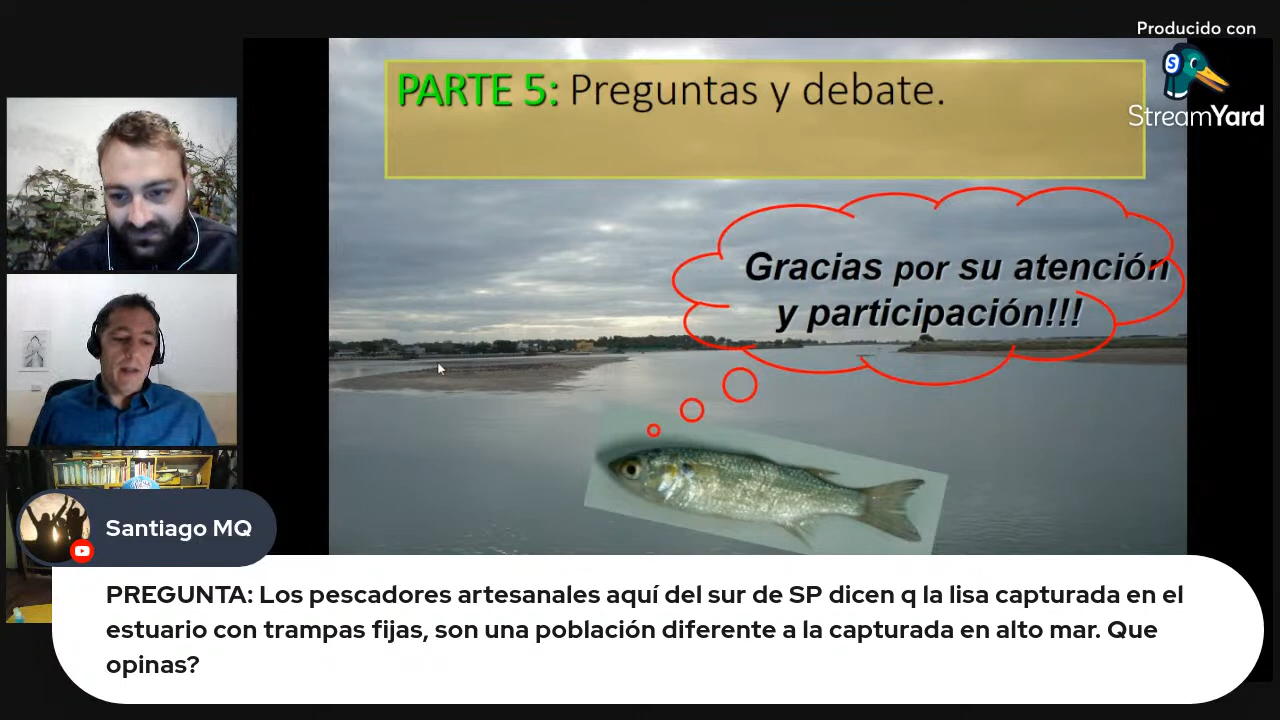 Producido con
StreamYard
PARTE 5: Preguntas y debate.
Gracias por su atención
y participación!!!
Santiago MQ
PREGUNTA: Los pescadores artesanales aquí del sur de SP dicen q la lisa capturada en el
estuario con trampas fijas, son una población diferente a la capturada en alto mar. Que
opinas?